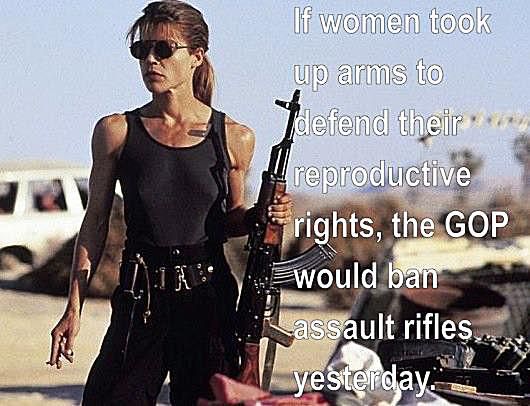 If women took
up arms to
defend their
reproductive
rights, the GOP
would ban
assault rifles
yesterday.